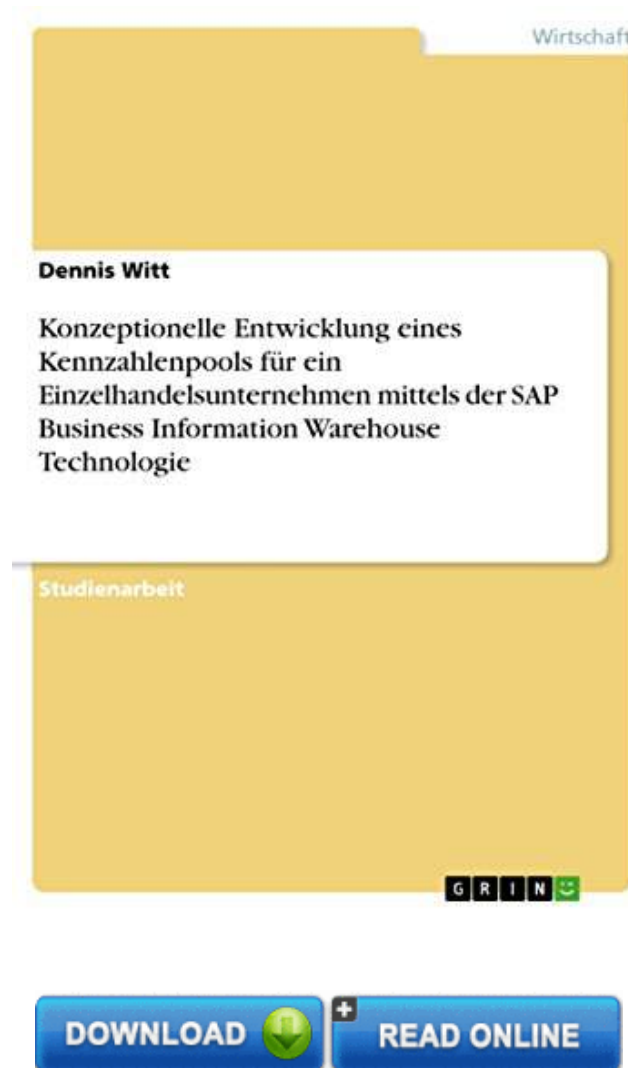 Wirtschaft
Dennis Witt
Konzeptionelle Entwicklung eines
Kennzahlenpools für ein
Einzelhandelsunternehmen mittels der SAP
Business Information Warehouse
Technologie
Studienarbeit
GRIN
DOWNLOAD
READ ONLINE